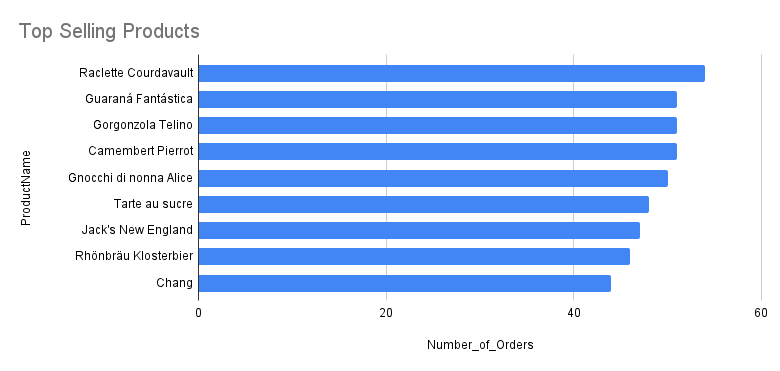 Top Selling Products
ProductName
Raclette Courdavault
Guaraná Fantástica
Gorgonzola Telino
Camembert Pierrot
Gnocchi di nonna Alice
Tarte au sucre
Jack's New England
Rhönbräu Klosterbier
Chang
0 20 40 60
Number_of_Orders